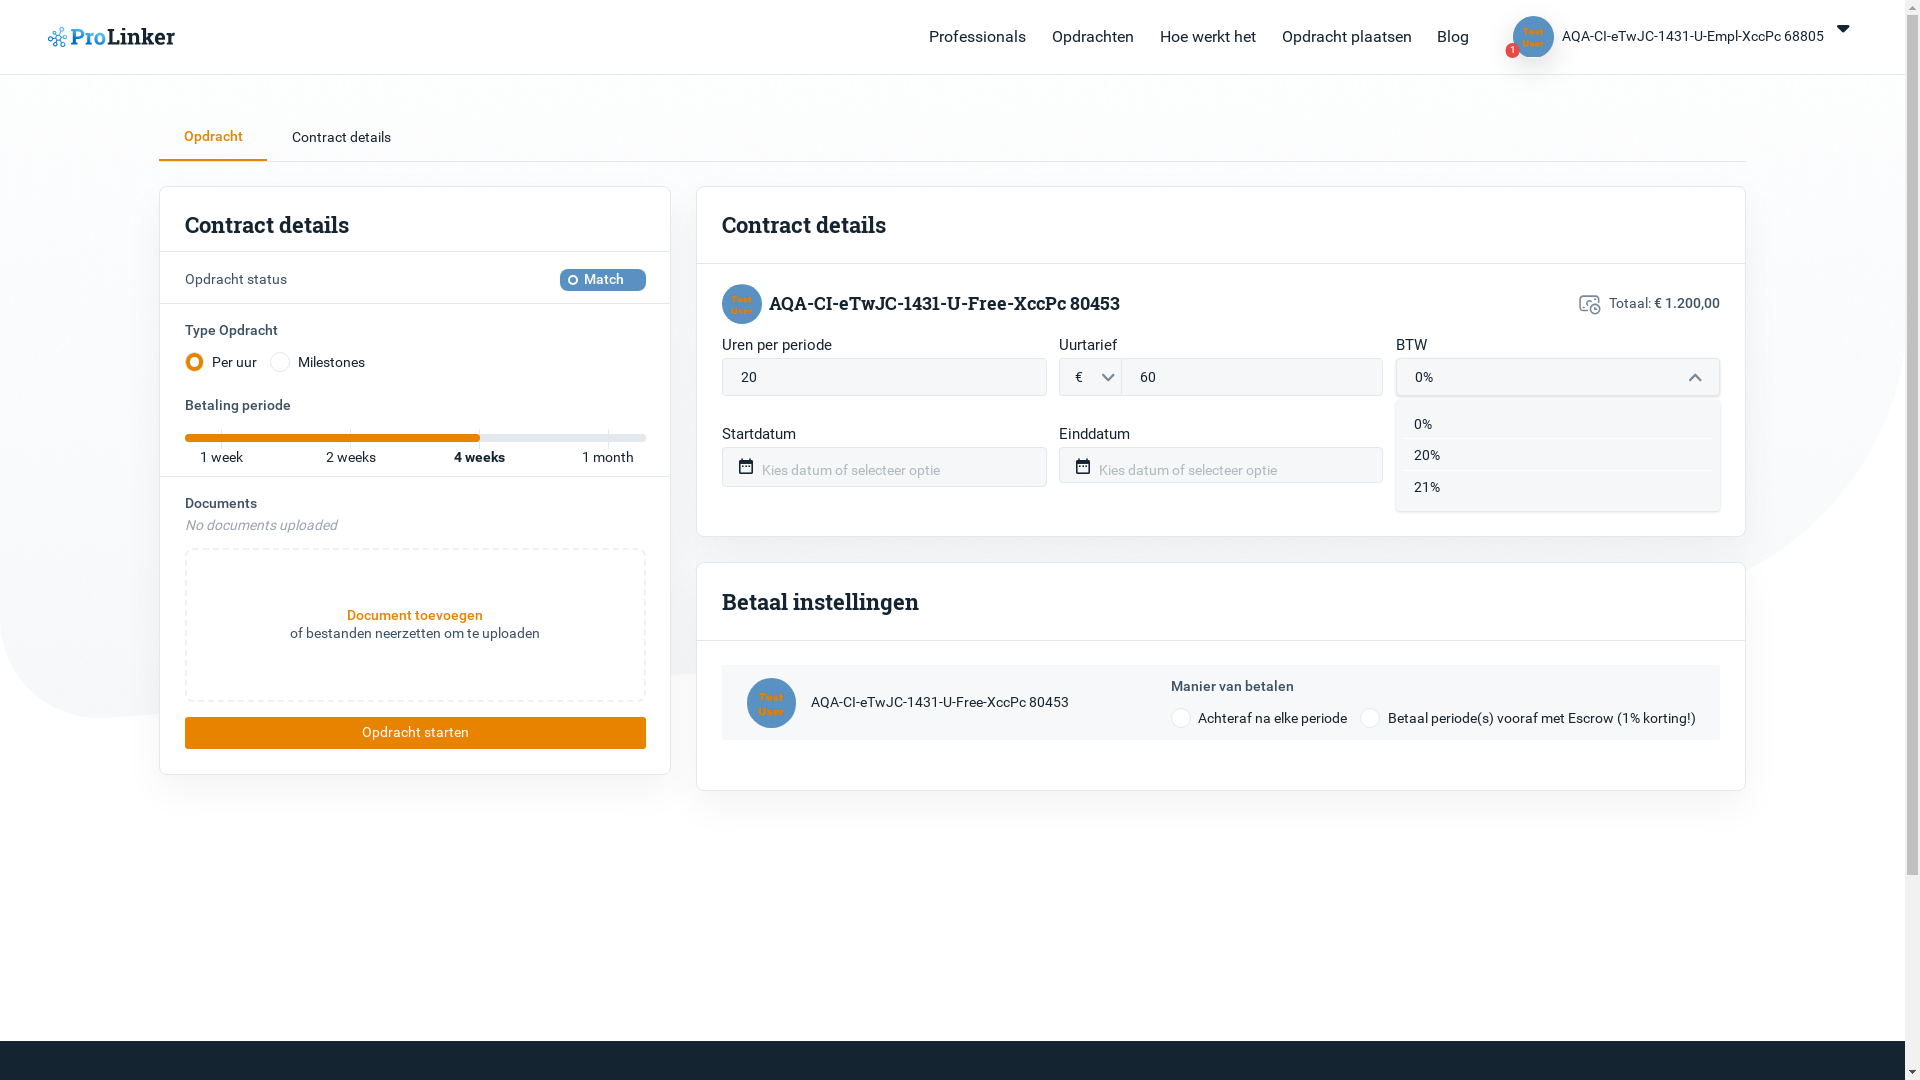 ProLinker
Professionals
Opdrachten
Hoe werkt het
Opdracht plaatsen
Blog
Test
User
1
AQA-CI-eTwJC-1431-U-Empl-XccPc 68805
Opdracht
Contract details
Contract details
Opdracht status
Match
Type Opdracht
Per uur
Milestones
Betaling periode
1 week
2 weeks
4 weeks
1 month
Documents
No documents uploaded
Document toevoegen
of bestanden neerzetten om te uploaden
Opdracht starten
Contract details
Test
User
AQA-CI-eTwJC-1431-U-Free-XccPc 80453
Totaal: € 1.200,00
Uren per periode
20
Uurtarief
€
60
BTW
0%
0%
20%
21%
Startdatum
Kies datum of selecteer optie
Einddatum
Kies datum of selecteer optie
Betaal instellingen
Test
User
AQA-CI-eTwJC-1431-U-Free-XccPc 80453
Manier van betalen
Achteraf na elke periode
Betaal periode(s) vooraf met Escrow (1% korting!)